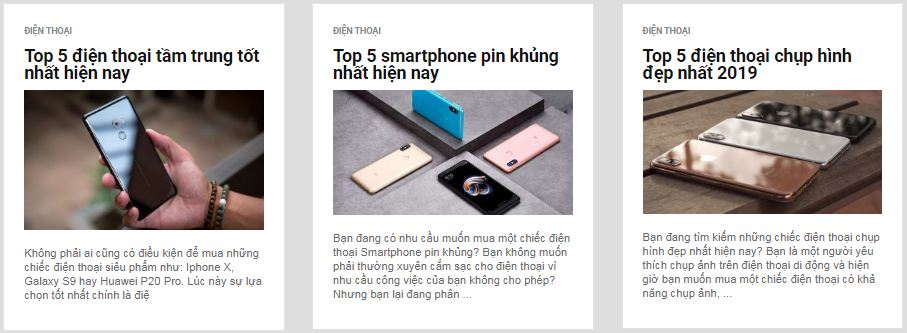 ĐIỆN THOẠI
Top 5 điện thoại tầm trung tốt
nhất hiện nay
Không phải ai cũng có điều kiện để mua những
chiếc điện thoại siêu phẩm như: Iphone X,
Galaxy S9 hay Huawei P20 Pro. Lúc này sự lựa
chọn tốt nhất chính là điệ
ĐIỆN THOẠI
Top 5 smartphone pin khủng
nhất hiện nay
Bạn đang có nhu cầu muốn mua một chiếc điện
thoại Smartphone pin khủng? Bạn không muốn
phải thường xuyên cắm sạc cho điện thoại vì
nhu cầu công việc của bạn không cho phép?
Nhưng bạn lại đang phân ...
ĐIỆN THOẠI
Top 5 điện thoại chụp hình
đẹp nhất 2019
Bạn đang tìm kiếm những chiếc điện thoại chụp
hình đẹp nhất hiện nay? Bạn là một người yêu
thích chụp ảnh trên điện thoại di động và hiện
giờ bạn muốn mua một chiếc điện thoại có khả
năng chụp ảnh, ...